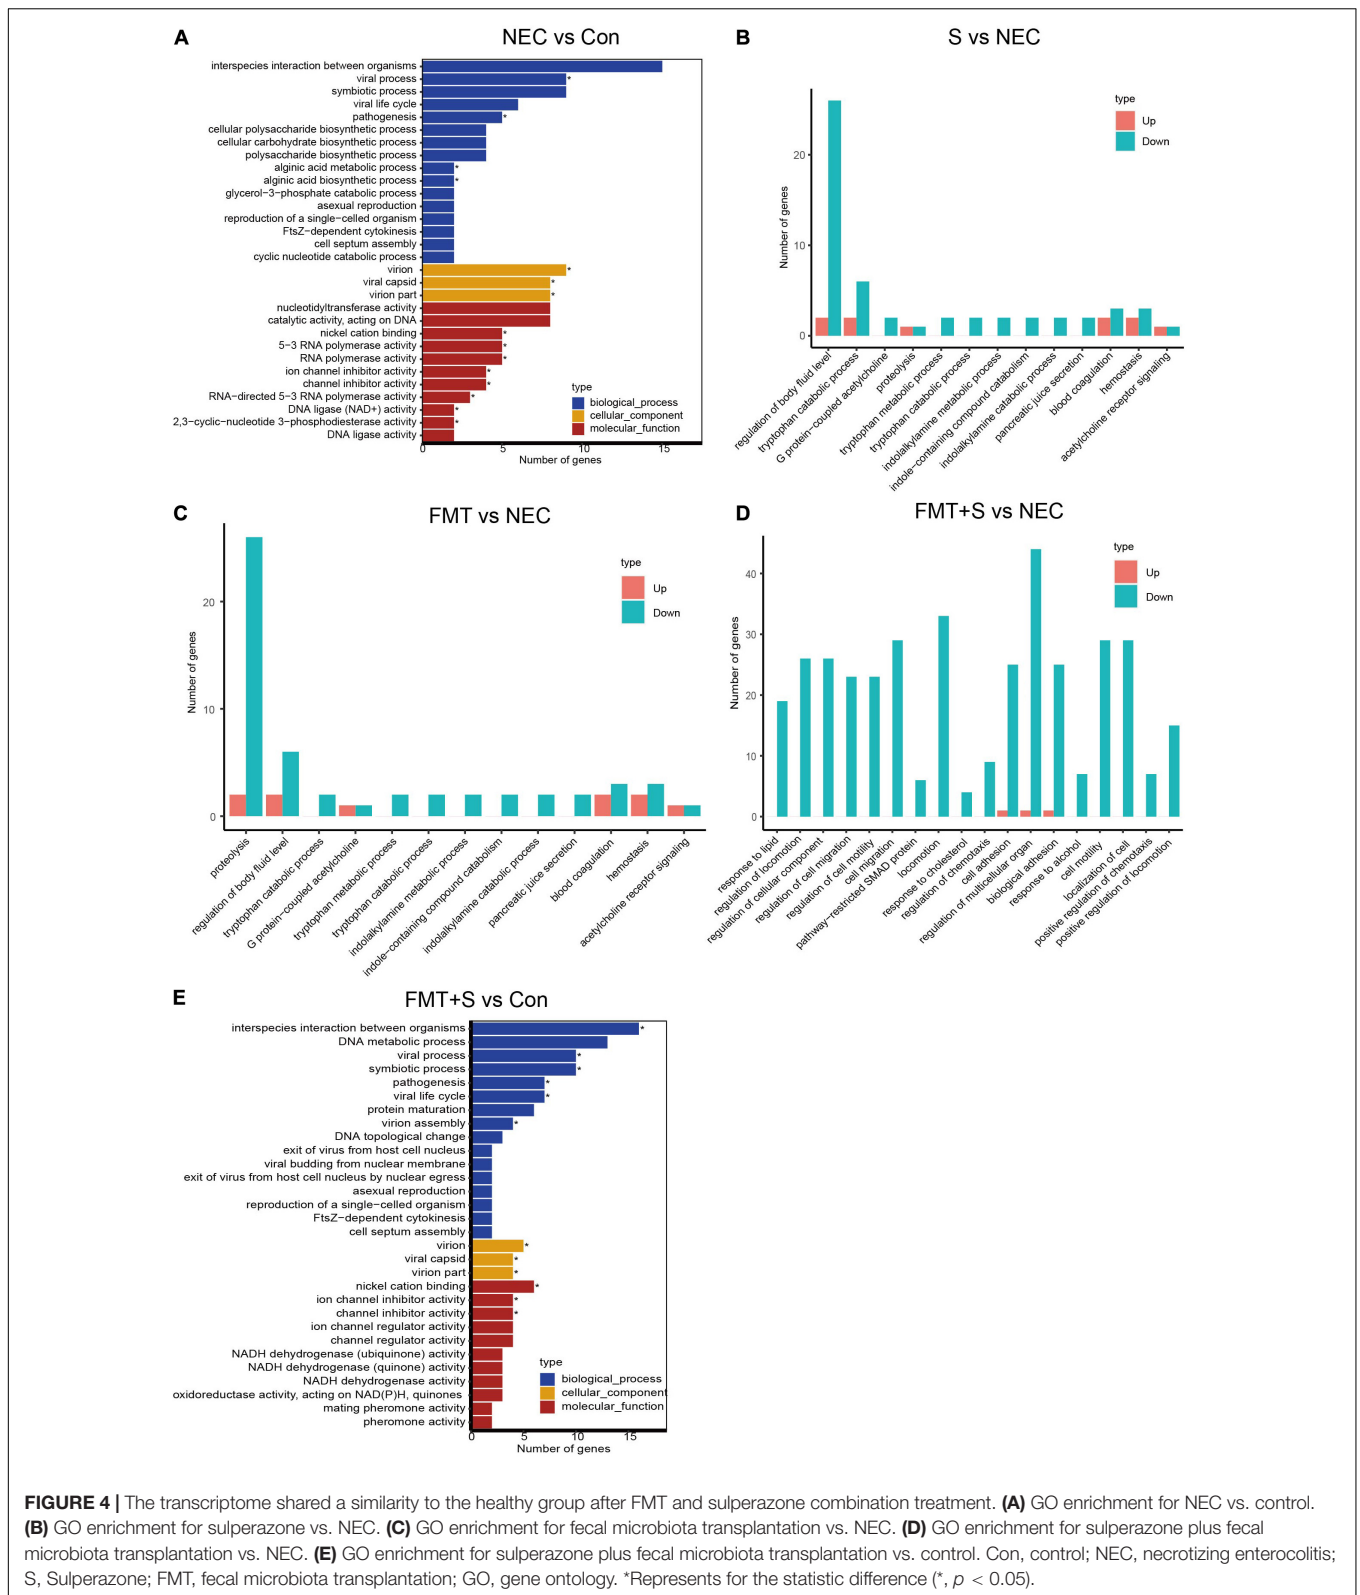 A
NEC vs Con
interspecies interaction between organisms
viral process
symbiotic process
viral life cycle
pathogenesis
cellular polysaccharide biosynthetic process
cellular carbohydrate biosynthetic process
polysaccharide biosynthetic process
alginic acid metabolic process
alginic acid biosynthetic process
glycerol−3−phosphate catabolic process
asexual reproduction
reproduction of a single−celled organism
FtsZ−dependent cytokinesis
cell septum assembly
cyclic nucleotide catabolic process
virion
viral capsid
virion part
nucleotidyltransferase activity
catalytic activity, acting on DNA
nickel cation binding
5−3 RNA polymerase activity
RNA polymerase activity
ion channel inhibitor activity
channel inhibitor activity
RNA−directed 5−3 RNA polymerase activity
DNA ligase (NAD+) activity
2,3−cyclic−nucleotide 3−phosphodiesterase activity
DNA ligase activity
* * * * * * * * * * * * * * * *
type
biological_process
cellular_component
molecular_function
0 5 10 15
Number of genes
B
S vs NEC
type
Up
Down
Number of genes
20
10
0
regulation of body fluid level
tryptophan catabolic process
G protein−coupled acetylcholine
proteolysis
tryptophan metabolic process
tryptophan catabolic process
indolalkylamine metabolic process
indole−containing compound catabolism
indolalkylamine catabolic process
pancreatic juice secretion
blood coagulation
hemostasis
acetylcholine receptor signaling
C
FMT vs NEC
type
Up
Down
Number of genes
20
10
0
proteolysis
regulation of body fluid level
tryptophan catabolic process
G protein−coupled acetylcholine
tryptophan metabolic process
tryptophan catabolic process
indolalkylamine metabolic process
indole−containing compound catabolism
indolalkylamine catabolic process
pancreatic juice secretion
blood coagulation
hemostasis
acetylcholine receptor signaling
D
FMT+S vs NEC
type
Up
Down
Number of genes
40
30
20
10
0
response to lipid
regulation of locomotion
regulation of cellular component
regulation of cell migration
regulation of cell motility
cell migration
pathway−restricted SMAD protein
locomotion
response to cholesterol
regulation of chemotaxis
cell adhesion
regulation of multicellular organ
biological adhesion
response to alcohol
cell motility
localization of cell
positive regulation of chemotaxis
positive regulation of locomotion
E
FMT+S vs Con
interspecies interaction between organisms
DNA metabolic process
viral process
symbiotic process
pathogenesis
viral life cycle
protein maturation
virion assembly
DNA topological change
exit of virus from host cell nucleus
viral budding from nuclear membrane
exit of virus from host cell nucleus by nuclear egress
asexual reproduction
reproduction of a single−celled organism
FtsZ−dependent cytokinesis
cell septum assembly
virion
viral capsid
virion part
nickel cation binding
ion channel inhibitor activity
channel inhibitor activity
ion channel regulator activity
channel regulator activity
NADH dehydrogenase (ubiquinone) activity
NADH dehydrogenase (quinone) activity
NADH dehydrogenase activity
oxidoreductase activity, acting on NAD(P)H, quinones
mating pheromone activity
pheromone activity
* * * * * * * * * * * *
type
biological_process
cellular_component
molecular_function
0 5 10 15
Number of genes
FIGURE 4 | The transcriptome shared a similarity to the healthy group after FMT and sulperazone combination treatment. (A) GO enrichment for NEC vs. control.
(B) GO enrichment for sulperazone vs. NEC. (C) GO enrichment for fecal microbiota transplantation vs. NEC. (D) GO enrichment for sulperazone plus fecal
microbiota transplantation vs. NEC. (E) GO enrichment for sulperazone plus fecal microbiota transplantation vs. control. Con, control; NEC, necrotizing enterocolitis;
S, Sulperazone; FMT, fecal microbiota transplantation; GO, gene ontology. *Represents for the statistic difference (*, p < 0.05).